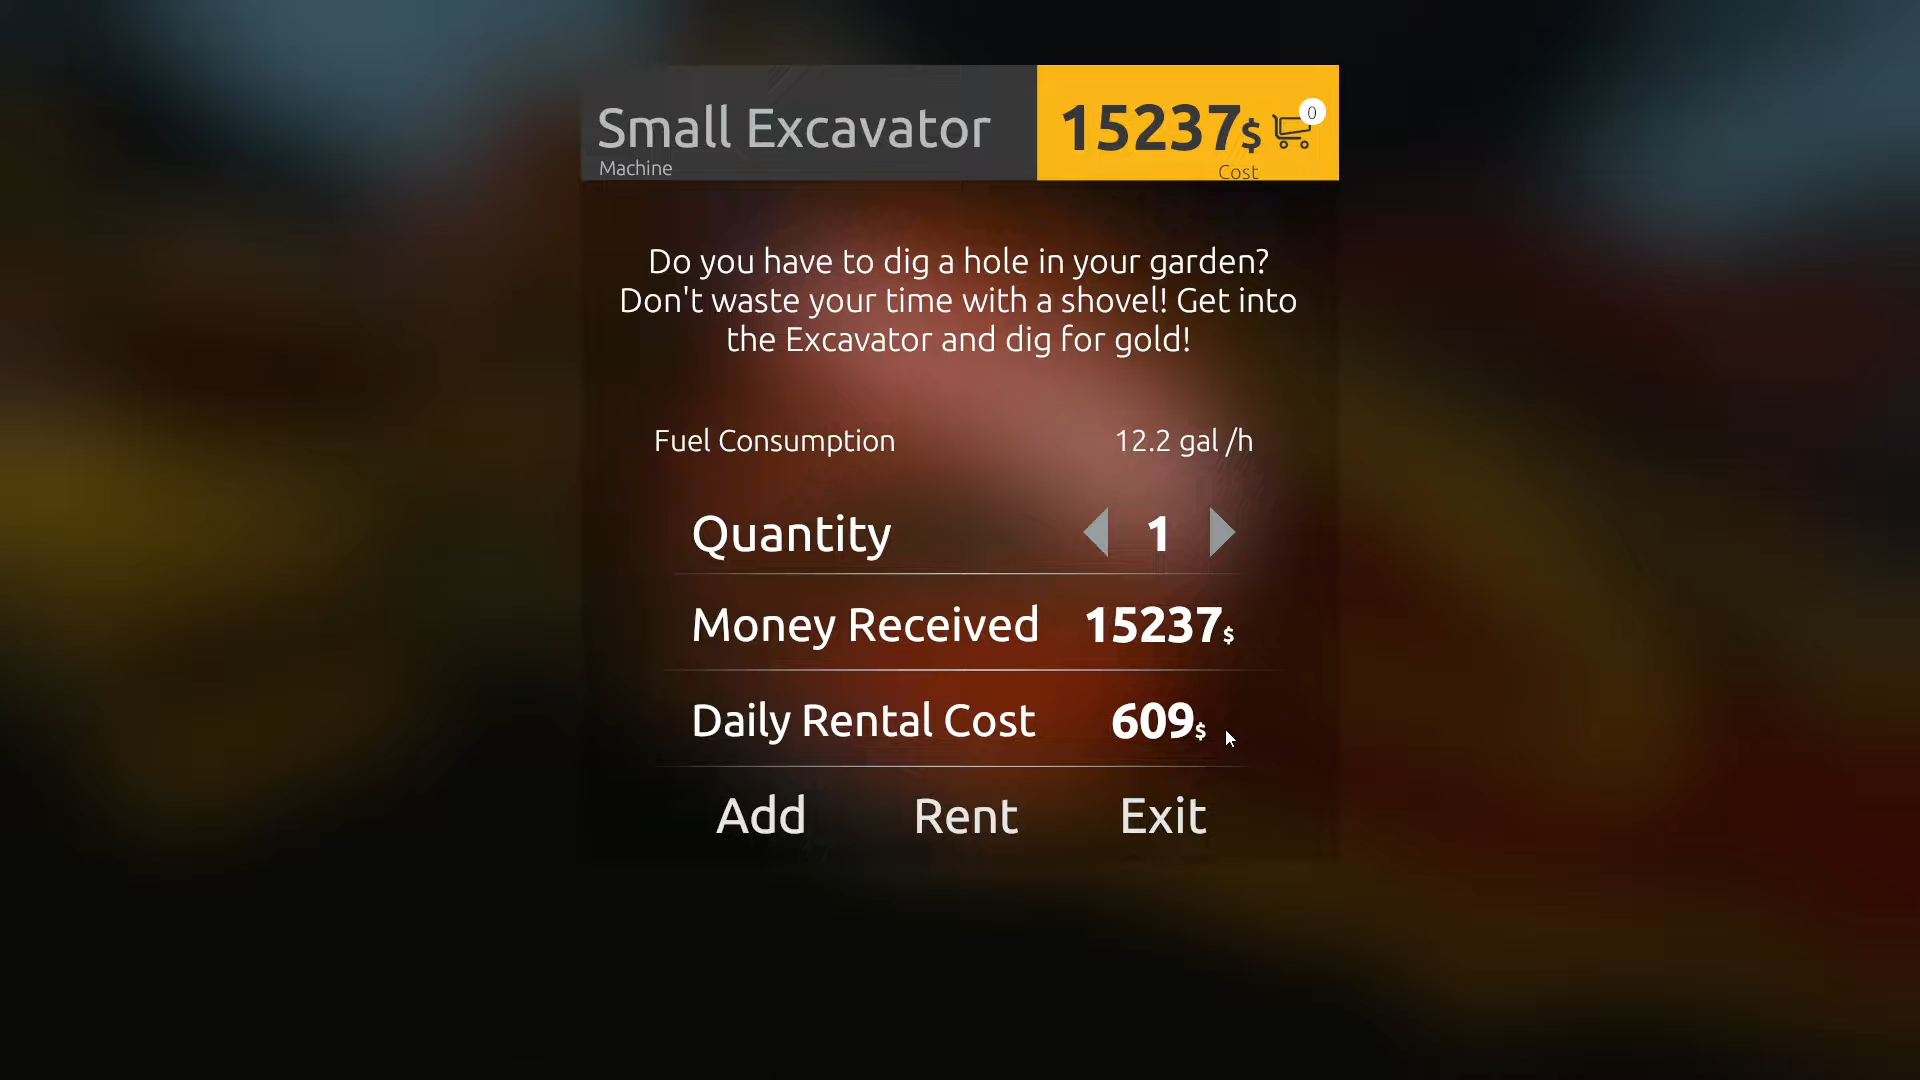 Small Excavator
Machine
15237$
0
Cost
Do you have to dig a hole in your garden?
Don't waste your time with a shovel! Get into
the Excavator and dig for gold!
Fuel Consumption 12.2 gal /h
Quantity 1
Money Received 15237$
Daily Rental Cost 609$
Add Rent Exit